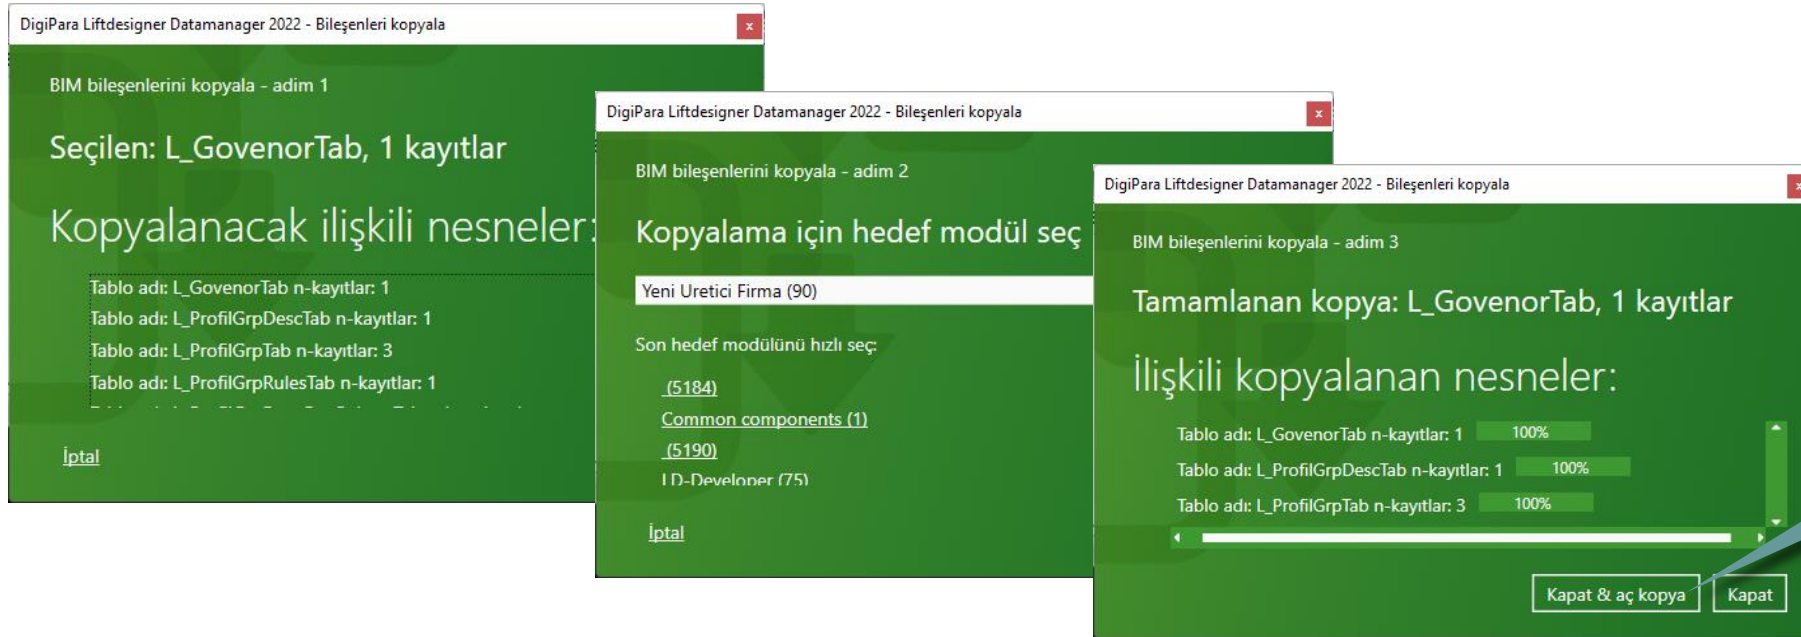 DigiPara Liftdesigner Datamanager 2022 - Bileşenleri kopyala
x
BIM bileşenlerini kopyala - adim 1
Seçilen: L_GovenorTab, 1 kayıtlar
Kopyalanacak ilişkili nesneler:
Tablo adı: L_GovenorTab n-kayıtlar: 1
Tablo adı: L_ProfilGrpDescTab n-kayıtlar: 1
Tablo adı: L_ProfilGrpTab n-kayıtlar: 3
Tablo adı: L_ProfilGrpRulesTab n-kayıtlar: 1
İptal
DigiPara Liftdesigner Datamanager 2022 - Bileşenleri kopyala
x
BIM bileşenlerini kopyala - adim 2
Kopyalama için hedef modül seç
Yeni Uretici Firma (90)
Son hedef modülünü hızlı seç:
(5184)
Common components (1)
(5190)
LD-Developer (75)
İptal
DigiPara Liftdesigner Datamanager 2022 - Bileşenleri kopyala
x
BIM bileşenlerini kopyala - adim 3
Tamamlanan kopya: L_GovenorTab, 1 kayıtlar
İlişkili kopyalanan nesneler:
Tablo adı: L_GovenorTab n-kayıtlar: 1 100%
Tablo adı: L_ProfilGrpDescTab n-kayıtlar: 1 100%
Tablo adı: L_ProfilGrpTab n-kayıtlar: 3 100%
Kapat & aç kopya Kapat